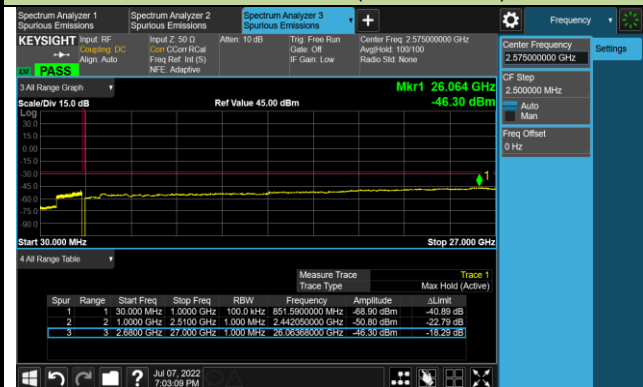 Spectrum Analyzer 1 Spectrum Analyzer 2 Spectrum Analyzer 3 Frequency
Spurious Emissions Spurious Emissions Spurious Emissions
KEYSIGHT Input: RF Input Z: 50 Ω Atten: 10 dB Trig: Free Run Center Freq: 2.575000000 GHz
Coupling: DC Corr CCorr RCal Gate: Off Avg|Hold: 100/100
Align: Auto Freq Ref: Int (S) IF Gain: Low Radio Std: None
PASS NFE: Adaptive
Center Frequency Settings
2.575000000 GHz
CF Step
2.500000 MHz
Auto
Man
Freq Offset
0 Hz
3 All Range Graph Mkr1 26.064 GHz
Scale/Div 15.0 dB Ref Value 45.00 dBm -46.30 dBm
Log
30.0
15.0
0.00
-15.0
-30.0
1
-45.0
-60.0
-75.0
-90.0
Start 30.000 MHz Stop 27.000 GHz
4 All Range Table
Measure Trace Trace 1
Trace Type Max Hold (Active)
Spur Range Start Freq Stop Freq RBW Frequency Amplitude ΔLimit
1 1 30.000 MHz 1.0000 GHz 100.0 kHz 851.5900000 MHz -68.90 dBm -40.89 dB
2 2 1.0000 GHz 2.5100 GHz 1.000 MHz 2.442050000 GHz -50.80 dBm -22.79 dB
3 3 2.6800 GHz 27.000 GHz 1.000 MHz 26.06368000 GHz -46.30 dBm -18.29 dB
Jul 07, 2022
7:03:09 PM